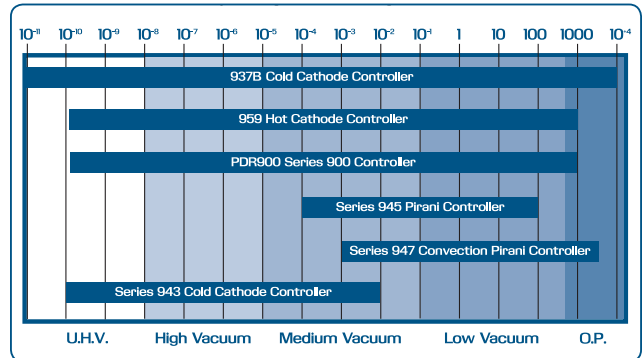 10⁻¹¹ 10⁻¹⁰ 10⁻⁹ 10⁻⁸ 10⁻⁷ 10⁻⁶ 10⁻⁵ 10⁻⁴ 10⁻³ 10⁻² 10⁻¹ 1 10 100 1000 10⁻⁴
937B Cold Cathode Controller
959 Hot Cathode Controller
PDR900 Series 900 Controller
Series 945 Pirani Controller
Series 947 Convection Pirani Controller
Series 943 Cold Cathode Controller
U.H.V. High Vacuum Medium Vacuum Low Vacuum O.P.